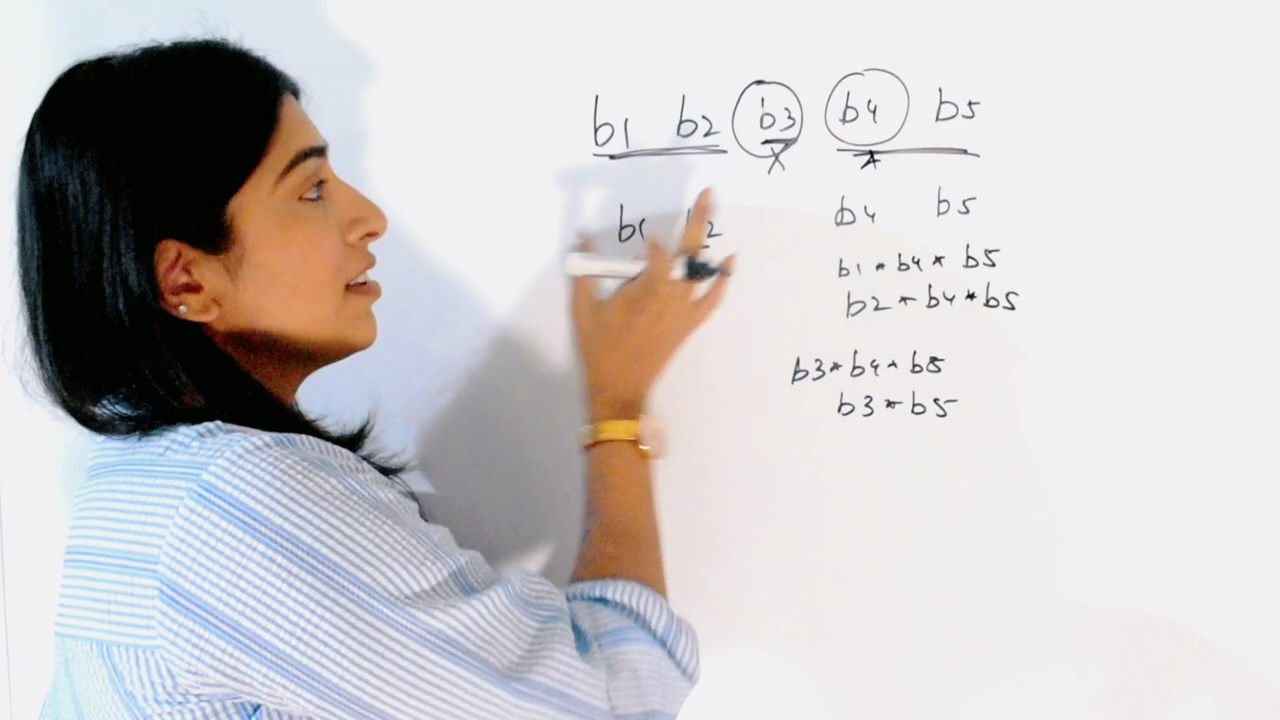 b1 b2 b3 b4 b5
b1 b4 b5
b1 * b4 * b5
b2 * b4 * b5
b3 * b4 * b5
b3 * b5